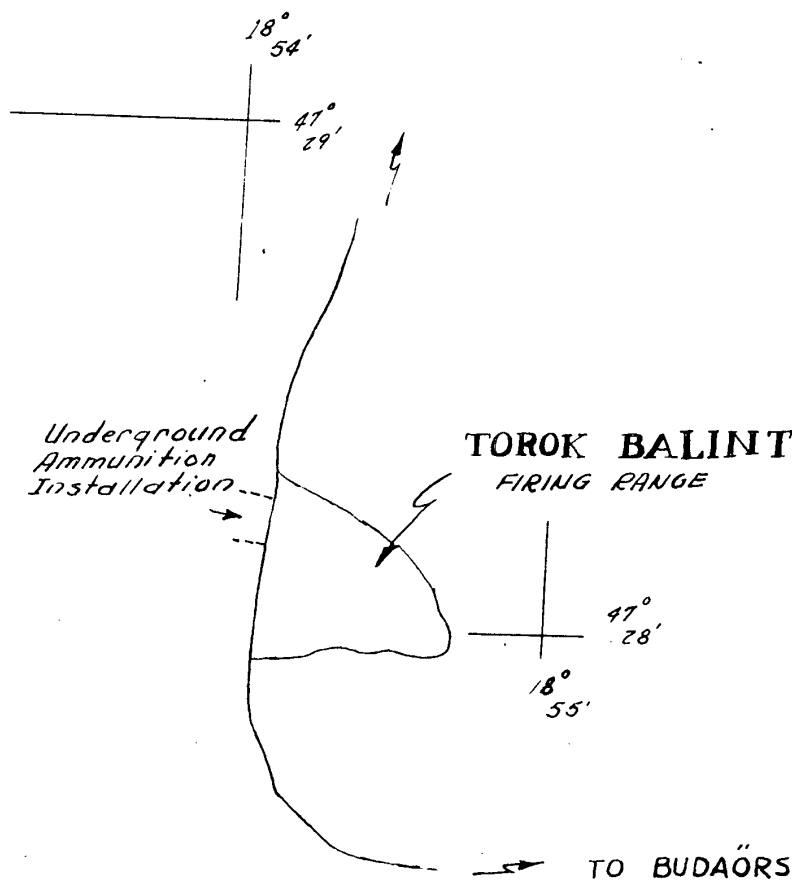 18°
54'
47°
29'
Underground
Ammunition
Installation
TOROK BALINT
FIRING RANGE
47°
28'
18°
55'
TO BUDAÖRS